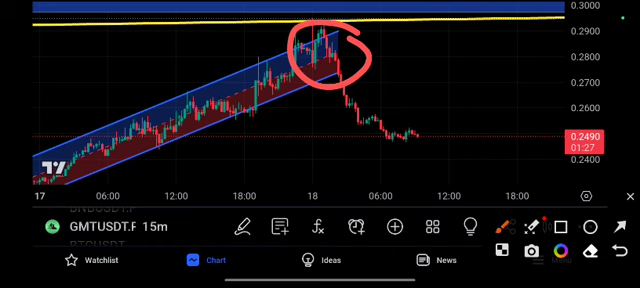 0.3000
0.2900
0.2800
0.2700
0.2600
0.2490
01:27
0.2400
17 06:00 12:00 18:00 18 06:00 12:00 18:00
GMTUSDT.F 15m
BTCUSDT.F
Watchlist Chart Ideas News